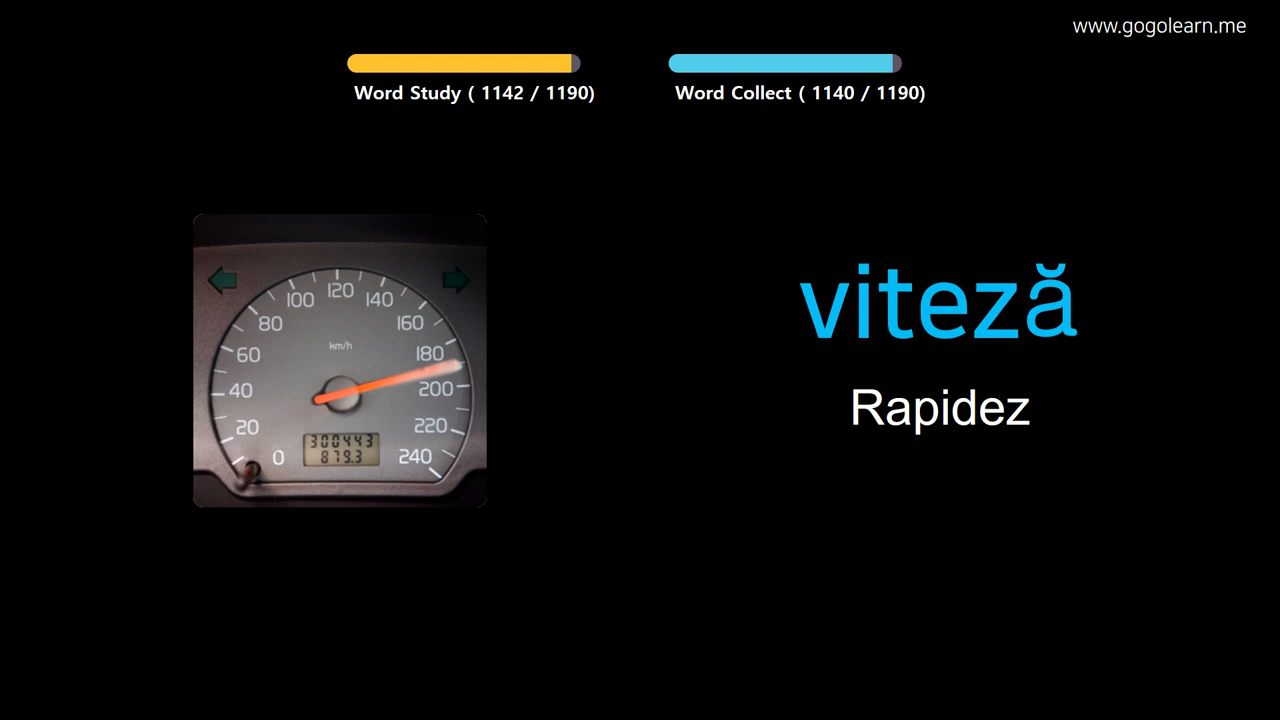 www.gogolearn.me
Word Study ( 1142 / 1190)
Word Collect ( 1140 / 1190)
viteză
Rapidez
0
20
40
60
80
100
120
140
160
180
200
220
240
km/h
300443
879.3